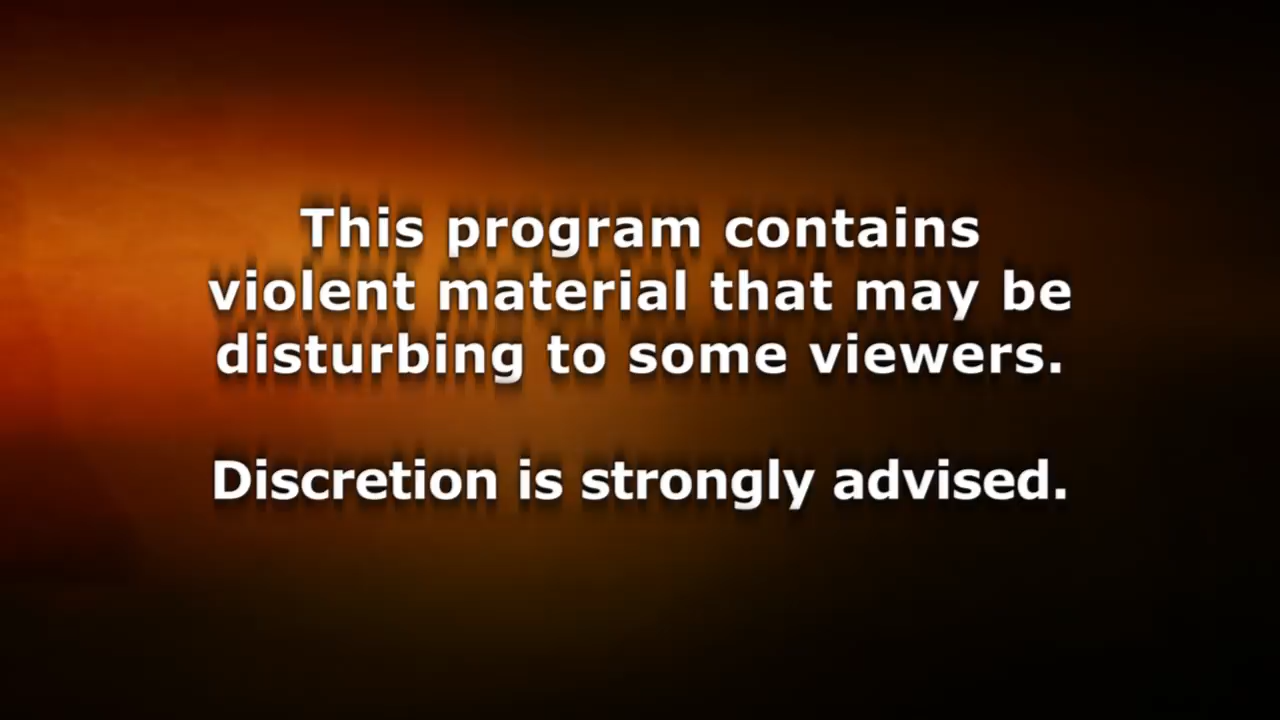 This program contains
violent material that may be
disturbing to some viewers.
Discretion is strongly advised.